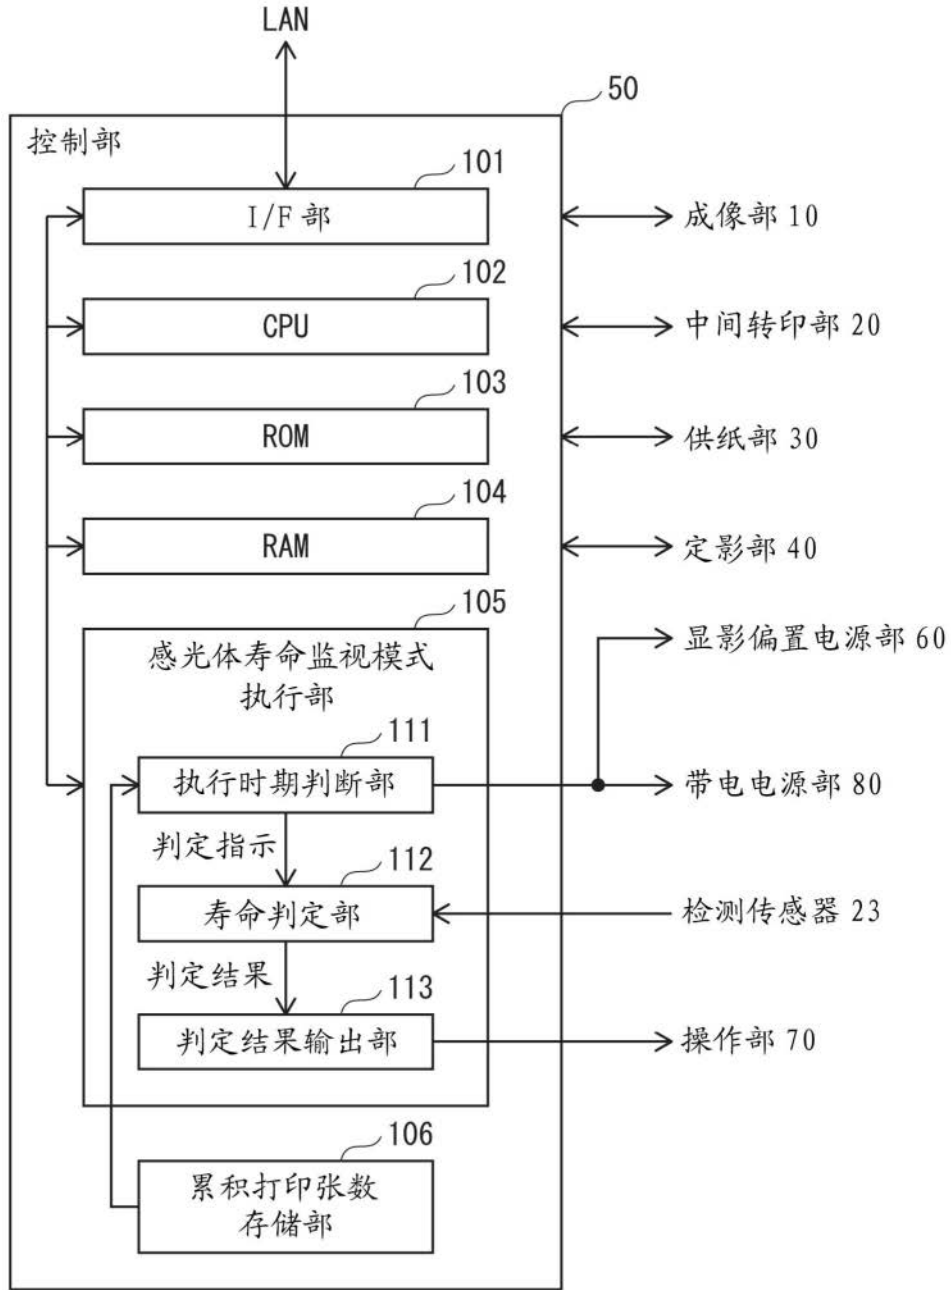 LAN
50
控制部
101
I/F 部
成像部 10
102
CPU
中间转印部 20
103
ROM
供纸部 30
104
RAM
定影部 40
105
感光体寿命监视模式
执行部
显影偏置电源部 60
111
执行时期判断部
带电电源部 80
判定指示
112
寿命判定部
检测传感器 23
判定结果
113
判定结果输出部
操作部 70
106
累积打印张数
存储部